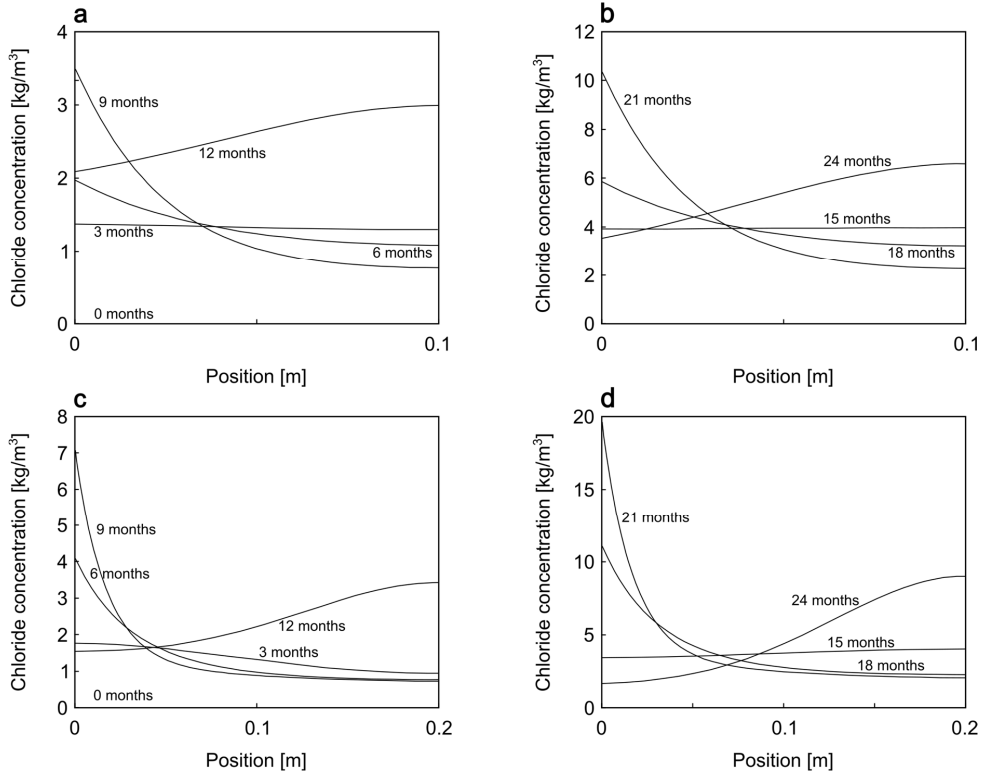 a
Chloride concentration [kg/m³]
4
3
2
1
0
9 months
12 months
3 months
6 months
0 months
0
0.1
Position [m]
b
Chloride concentration [kg/m³]
12
10
8
6
4
2
0
21 months
24 months
15 months
18 months
0
0.1
Position [m]
c
Chloride concentration [kg/m³]
8
7
6
5
4
3
2
1
0
9 months
6 months
12 months
3 months
0 months
0
0.1
0.2
Position [m]
d
Chloride concentration [kg/m³]
20
15
10
5
0
21 months
24 months
15 months
18 months
0
0.1
0.2
Position [m]